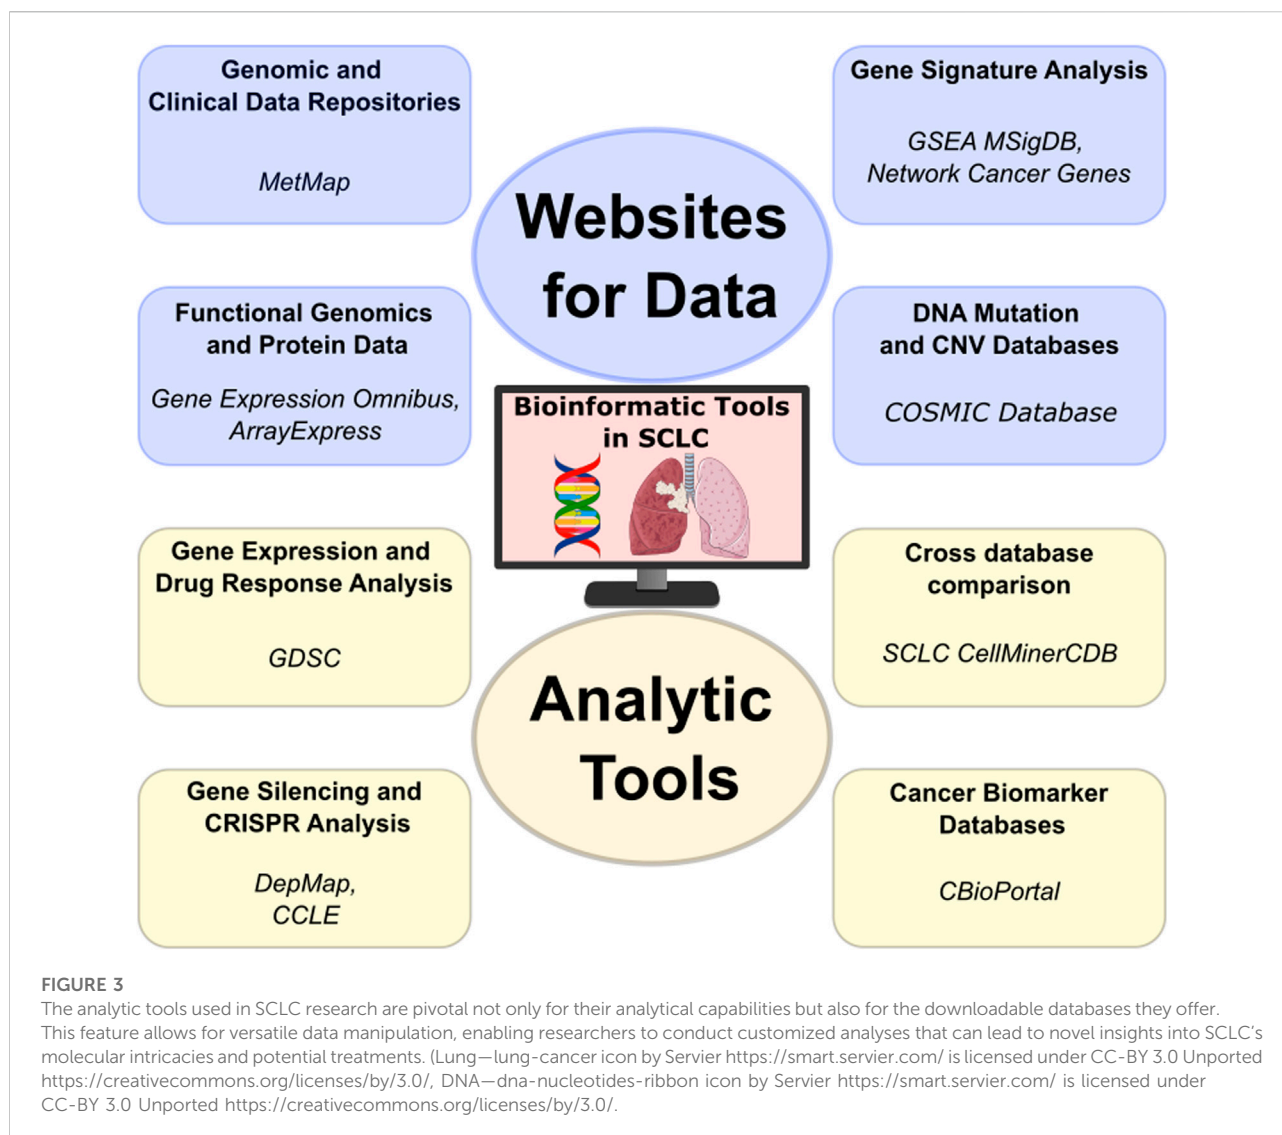 Genomic and
Clinical Data Repositories
MetMap
Gene Signature Analysis
GSEA MSigDB,
Network Cancer Genes
Websites
for Data
Functional Genomics
and Protein Data
Gene Expression Omnibus,
ArrayExpress
DNA Mutation
and CNV Databases
COSMIC Database
Bioinformatic Tools
in SCLC
Gene Expression and
Drug Response Analysis
GDSC
Cross database
comparison
SCLC CellMinerCDB
Analytic
Tools
Gene Silencing and
CRISPR Analysis
DepMap,
CCLE
Cancer Biomarker
Databases
CBioPortal
FIGURE 3
The analytic tools used in SCLC research are pivotal not only for their analytical capabilities but also for the downloadable databases they offer.
This feature allows for versatile data manipulation, enabling researchers to conduct customized analyses that can lead to novel insights into SCLC’s
molecular intricacies and potential treatments. (Lung—lung-cancer icon by Servier https://smart.servier.com/ is licensed under CC-BY 3.0 Unported
https://creativecommons.org/licenses/by/3.0/, DNA—dna-nucleotides-ribbon icon by Servier https://smart.servier.com/ is licensed under
CC-BY 3.0 Unported https://creativecommons.org/licenses/by/3.0/.